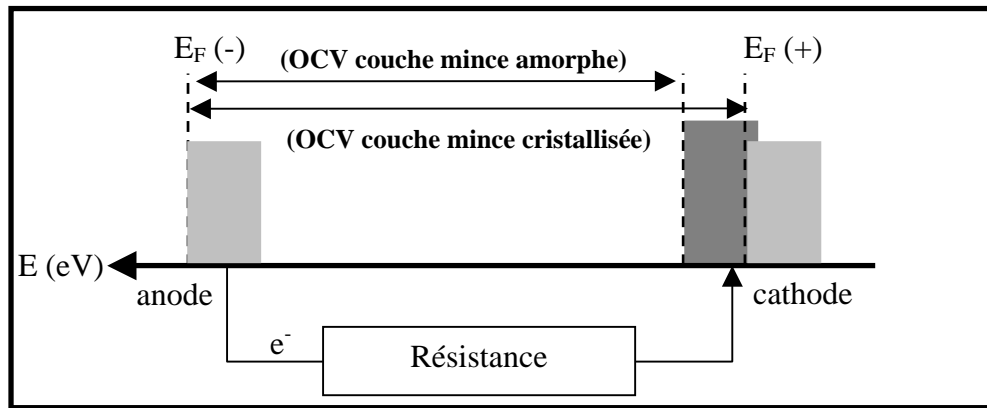 E_F (-)
(OCV couche mince amorphe)
E_F (+)
(OCV couche mince cristallisée)
E (eV)
anode
cathode
e⁻
Résistance